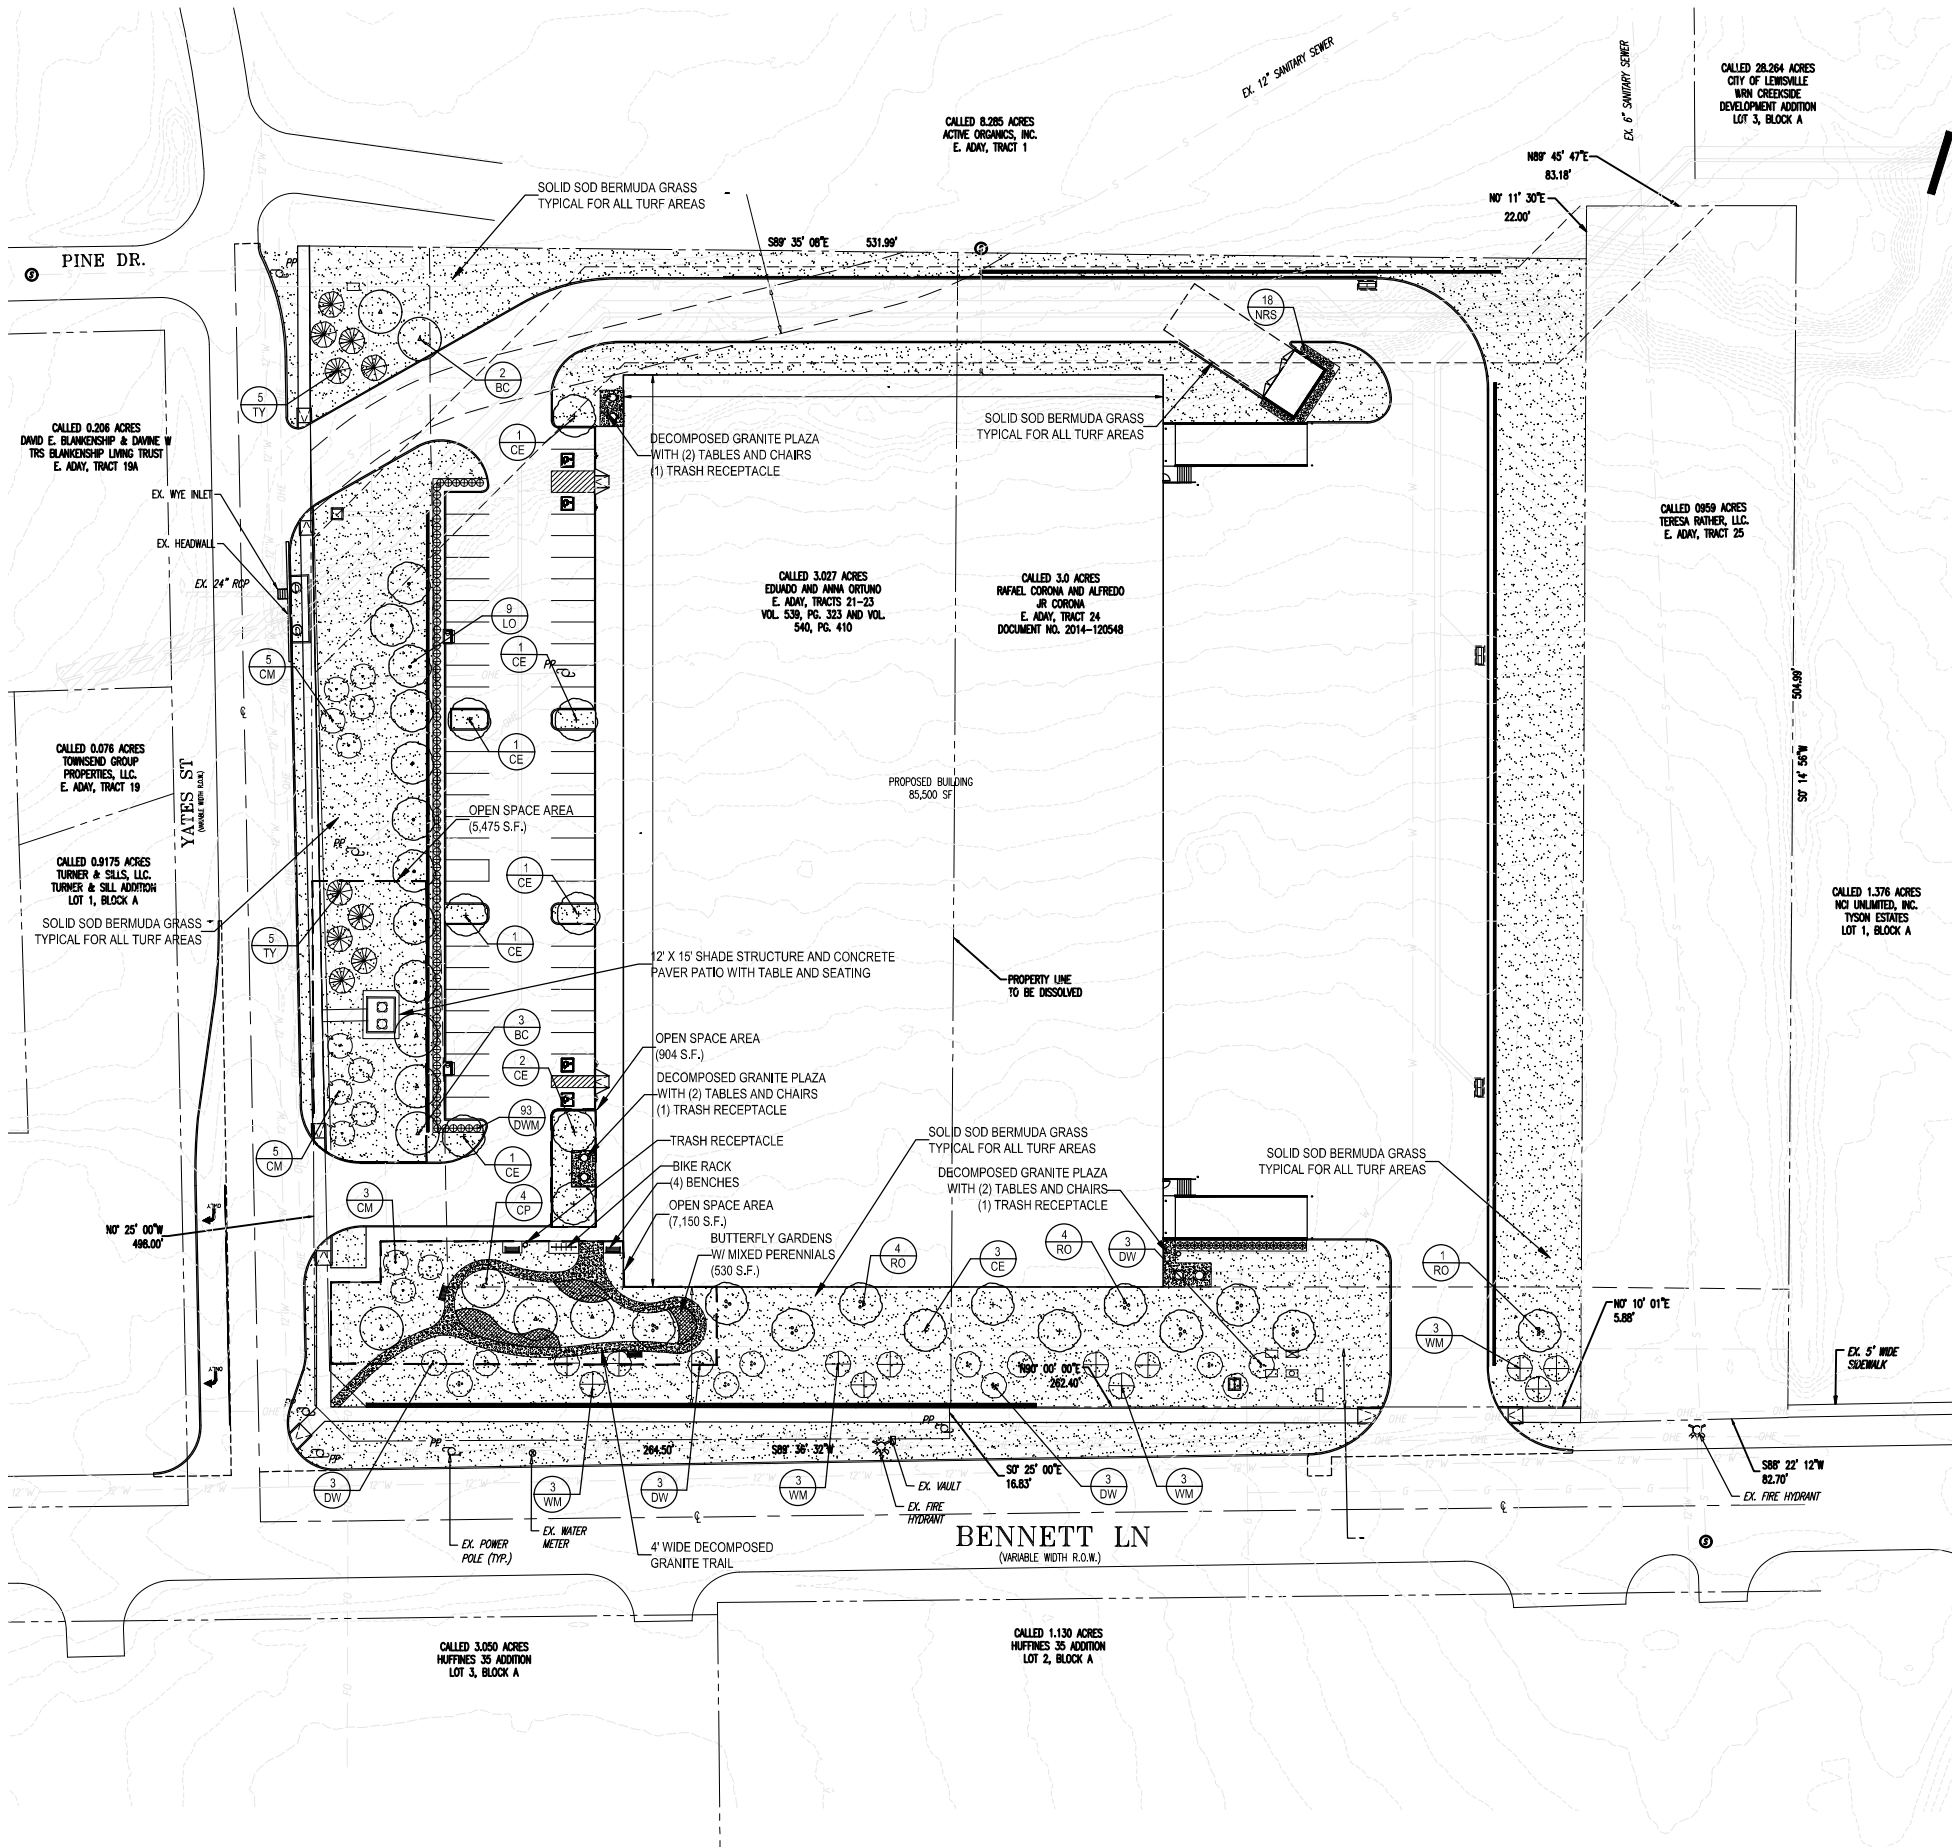 EX. 12" SANITARY SEWER
EX. 6" SANITARY SEWER
CALLED 28.264 ACRES
CITY OF LEWISVILLE
WRN CREEKSIDE
DEVELOPMENT ADDITION
LOT 3, BLOCK A
CALLED 8.285 ACRES
ACTIVE ORGANICS, INC.
E. ADAY, TRACT 1
N89° 45' 47"E
83.18'
N0° 11' 30"E
22.00'
SOLID SOD BERMUDA GRASS
TYPICAL FOR ALL TURF AREAS
S89° 35' 08"E 531.99'
PINE DR.
PP
18
NRS
2
BC
5
TY
CALLED 0.206 ACRES
DAVID E. BLANKENSHIP & DAVINE W
TRS BLANKENSHIP LIVING TRUST
E. ADAY, TRACT 19A
1
CE
DECOMPOSED GRANITE PLAZA
WITH (2) TABLES AND CHAIRS
(1) TRASH RECEPTACLE
SOLID SOD BERMUDA GRASS
TYPICAL FOR ALL TURF AREAS
EX. WYE INLET
EX. HEADWALL
EX. 24" RCP
CALLED 0959 ACRES
TERESA RATHER, LLC.
E. ADAY, TRACT 25
CALLED 3.027 ACRES
EDUADO AND ANNA ORTUNO
E. ADAY, TRACTS 21-23
VOL. 539, PG. 323 AND VOL.
540, PG. 410
CALLED 3.0 ACRES
RAFAEL CORONA AND ALFREDO
JR CORONA
E. ADAY, TRACT 24
DOCUMENT NO. 2014-120548
9
LO
1
CE
PP
5
CM
1
CE
504.99'
S0° 14' 56"W
CALLED 0.076 ACRES
TOWNSEND GROUP
PROPERTIES, LLC.
E. ADAY, TRACT 19
YATES ST
(VARIABLE WIDTH R.O.W.)
PROPOSED BUILDING
85,500 SF
OPEN SPACE AREA
(5,475 S.F.)
PP
CALLED 0.9175 ACRES
TURNER & SILLS, LLC.
TURNER & SILL ADDITION
LOT 1, BLOCK A
1
CE
CALLED 1.376 ACRES
NCI UNLIMITED, INC.
TYSON ESTATES
LOT 1, BLOCK A
SOLID SOD BERMUDA GRASS
TYPICAL FOR ALL TURF AREAS
5
TY
1
CE
12' X 15' SHADE STRUCTURE AND CONCRETE
PAVER PATIO WITH TABLE AND SEATING
PROPERTY LINE
TO BE DISSOLVED
3
BC
2
CE
OPEN SPACE AREA
(904 S.F.)
DECOMPOSED GRANITE PLAZA
WITH (2) TABLES AND CHAIRS
(1) TRASH RECEPTACLE
93
DWM
TRASH RECEPTACLE
BIKE RACK
(4) BENCHES
5
CM
1
CE
SOLID SOD BERMUDA GRASS
TYPICAL FOR ALL TURF AREAS
DECOMPOSED GRANITE PLAZA
WITH (2) TABLES AND CHAIRS
(1) TRASH RECEPTACLE
SOLID SOD BERMUDA GRASS
TYPICAL FOR ALL TURF AREAS
3
CM
4
CP
OPEN SPACE AREA
(7,150 S.F.)
N0° 25' 00"W
498.00'
ONLY
BUTTERFLY GARDENS
W/ MIXED PERENNIALS
(530 S.F.)
4
RO
3
CE
4
RO
3
DW
1
RO
N0° 10' 01"E
5.88'
3
WM
EX. 5' WIDE
SIDEWALK
N90° 00' 00"E
262.40'
ONLY
PP
PP
PP
PP
264.50'
S89° 36' 32"W
S0° 25' 00"E
16.83'
S88° 22' 12"W
82.70'
3
DW
3
WM
3
DW
3
WM
EX. VAULT
3
DW
3
WM
EX. FIRE
HYDRANT
EX. FIRE HYDRANT
EX. POWER
POLE (TYP.)
EX. WATER
METER
4' WIDE DECOMPOSED
GRANITE TRAIL
BENNETT LN
(VARIABLE WIDTH R.O.W.)
CALLED 3.050 ACRES
HUFFINES 35 ADDITION
LOT 3, BLOCK A
CALLED 1.130 ACRES
HUFFINES 35 ADDITION
LOT 2, BLOCK A